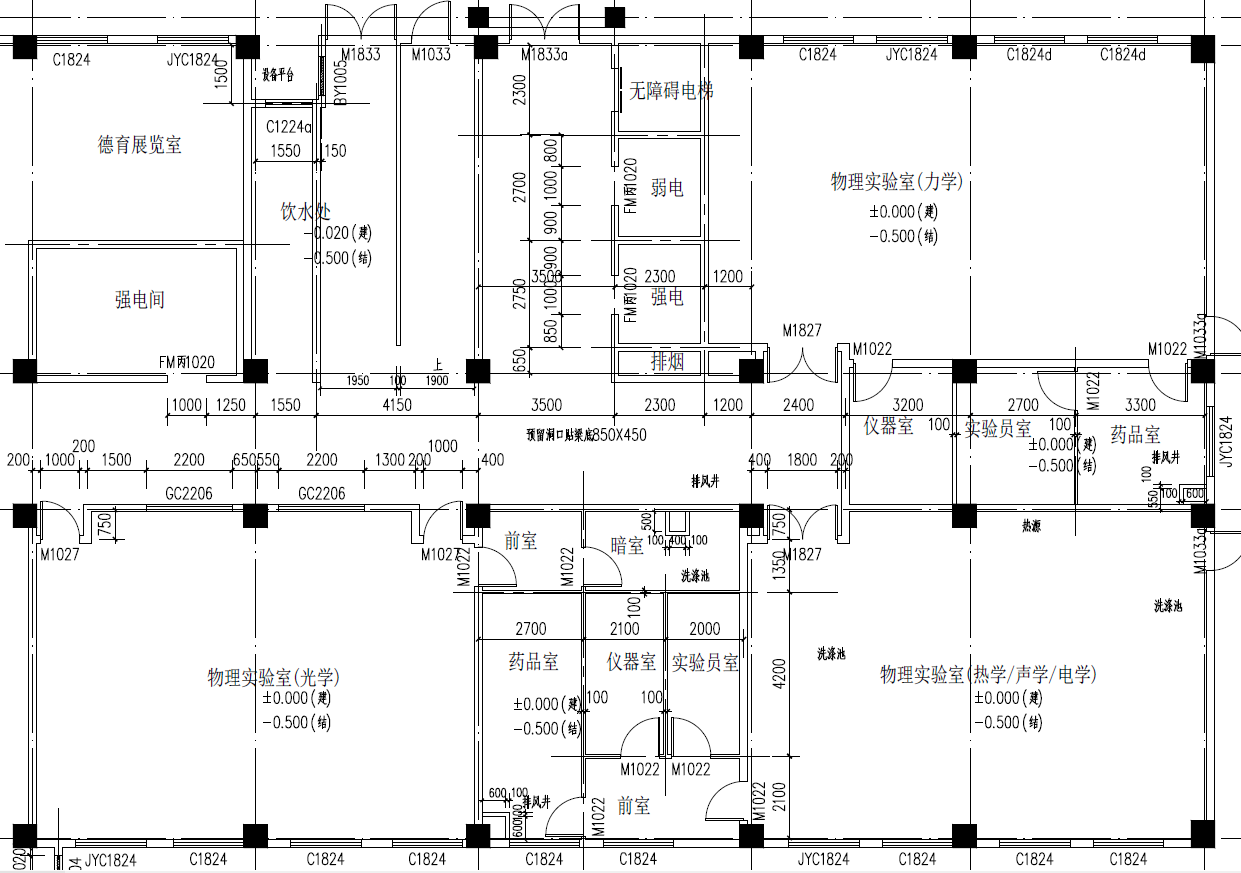 C1824
JYC1824
1500
设备平台
M1833
BY1005
M1033
M1833a
C1824
JYC1824
C1824d
C1824d
2300
无障碍电梯
C1224a
1550
150
德育展览室
800
1000
2700
900
FM丙1020
弱电
物理实验室(力学)
±0.000(建)
-0.500(结)
饮水处
-0.020(建)
-0.500(结)
900
3500
2300
1200
2750
1000
FM丙1020
强电
850
强电间
M1827
M1022
M1022
M1033a
FM丙1020
650
排烟
上
1950
100
1900
M1022
1000
1250
1550
4150
3500
2300
1200
2400
3200
2700
3300
仪器室
100
实验员室
100
药品室
JYC1824
预留洞口贴梁底350X450
±0.000(建)
-0.500(结)
200
200
1000
1500
2200
650
550
2200
1300
200
1000
400
400
1800
200
排风井
排风井
100
100
600
550
GC2206
GC2206
750
前室
500
暗室
100
400
100
750
热源
M1027
M1027
M1022
M1022
M1827
M1033a
洗涤池
1350
100
洗涤池
2700
2100
2000
洗涤池
药品室
仪器室
实验员室
4200
物理实验室(光学)
±0.000(建)
-0.500(结)
±0.000(建)
-0.500(结)
100
100
物理实验室(热学/声学/电学)
±0.000(建)
-0.500(结)
M1022
M1022
600
100
排风井
600
100
M1022
前室
M1022
2100
JYC1824
C1824
C1824
C1824
C1824
C1824
JYC1824
C1824
C1824
C1824